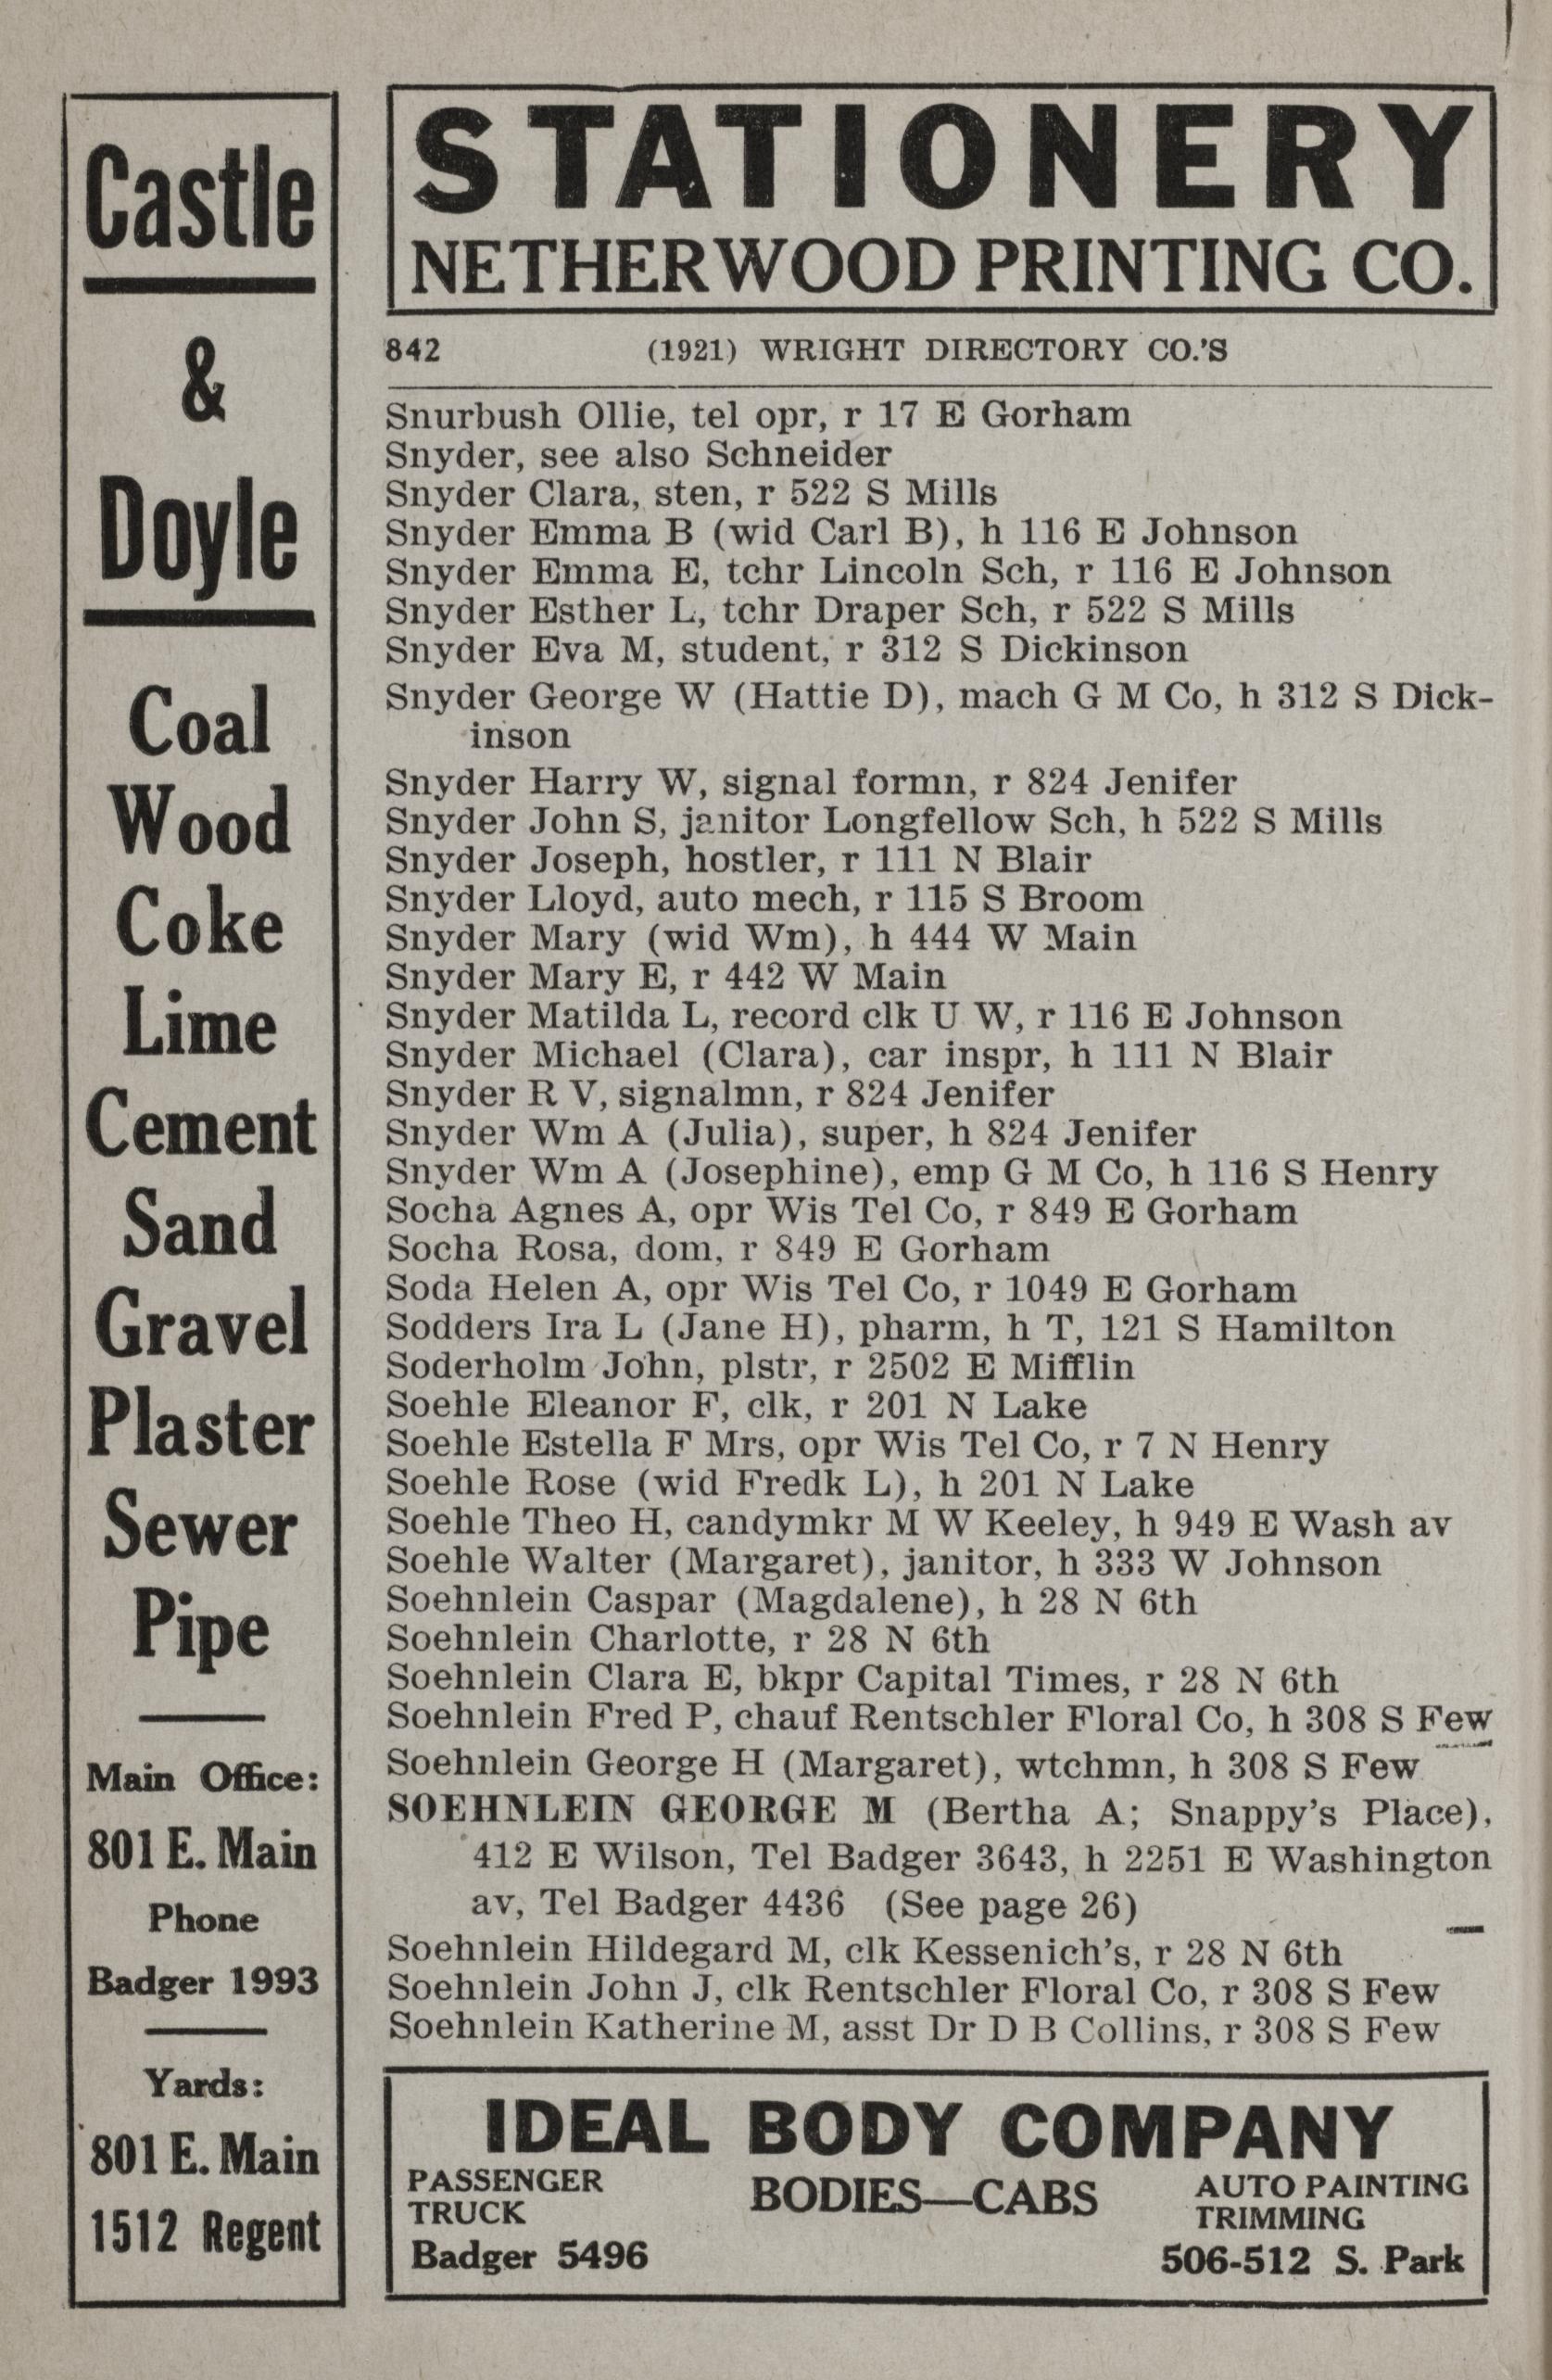 Castle
&
Doyle
Coal
Wood
Coke
Lime
Cement
Sand
Gravel
Plaster
Sewer
Pipe
Main Office:
801 E. Main
Phone
Badger 1993
Yards:
801 E. Main
1512 Regent
STATIONERY
NETHERWOOD PRINTING CO.
842 (1921) WRIGHT DIRECTORY CO.'S
Snurbush Ollie, tel opr, r 17 E Gorham
Snyder, see also Schneider
Snyder Clara, sten, r 522 S Mills
Snyder Emma B (wid Carl B), h 116 E Johnson
Snyder Emma E, tchr Lincoln Sch, r 116 E Johnson
Snyder Esther L, tchr Draper Sch, r 522 S Mills
Snyder Eva M, student, r 312 S Dickinson
Snyder George W (Hattie D), mach G M Co, h 312 S Dick-
inson
Snyder Harry W, signal formn, r 824 Jenifer
Snyder John S, janitor Longfellow Sch, h 522 S Mills
Snyder Joseph, hostler, r 111 N Blair
Snyder Lloyd, auto mech, r 115 S Broom
Snyder Mary (wid Wm), h 444 W Main
Snyder Mary E, r 442 W Main
Snyder Matilda L, record clk U W, r 116 E Johnson
Snyder Michael (Clara), car inspr, h 111 N Blair
Snyder R V, signalmn, r 824 Jenifer
Snyder Wm A (Julia), super, h 824 Jenifer
Snyder Wm A (Josephine), emp G M Co, h 116 S Henry
Socha Agnes A, opr Wis Tel Co, r 849 E Gorham
Socha Rosa, dom, r 849 E Gorham
Soda Helen A, opr Wis Tel Co, r 1049 E Gorham
Sodders Ira L (Jane H), pharm, h T, 121 S Hamilton
Soderholm John, plstr, r 2502 E Mifflin
Soehle Eleanor F, clk, r 201 N Lake
Soehle Estella F Mrs, opr Wis Tel Co, r 7 N Henry
Soehle Rose (wid Fredk L), h 201 N Lake
Soehle Theo H, candymkr M W Keeley, h 949 E Wash av
Soehle Walter (Margaret), janitor, h 333 W Johnson
Soehnlein Caspar (Magdalene), h 28 N 6th
Soehnlein Charlotte, r 28 N 6th
Soehnlein Clara E, bkpr Capital Times, r 28 N 6th
Soehnlein Fred P, chauf Rentschler Floral Co, h 308 S Few
Soehnlein George H (Margaret), wtchmn, h 308 S Few
SOEHNLEIN GEORGE M (Bertha A; Snappy's Place),
412 E Wilson, Tel Badger 3643, h 2251 E Washington
av, Tel Badger 4436 (See page 26)
Soehnlein Hildegard M, clk Kessenich's, r 28 N 6th
Soehnlein John J, clk Rentschler Floral Co, r 308 S Few
Soehnlein Katherine M, asst Dr D B Collins, r 308 S Few
IDEAL BODY COMPANY
PASSENGER
TRUCK
BODIES—CABS
AUTO PAINTING
TRIMMING
Badger 5496
506-512 S. Park